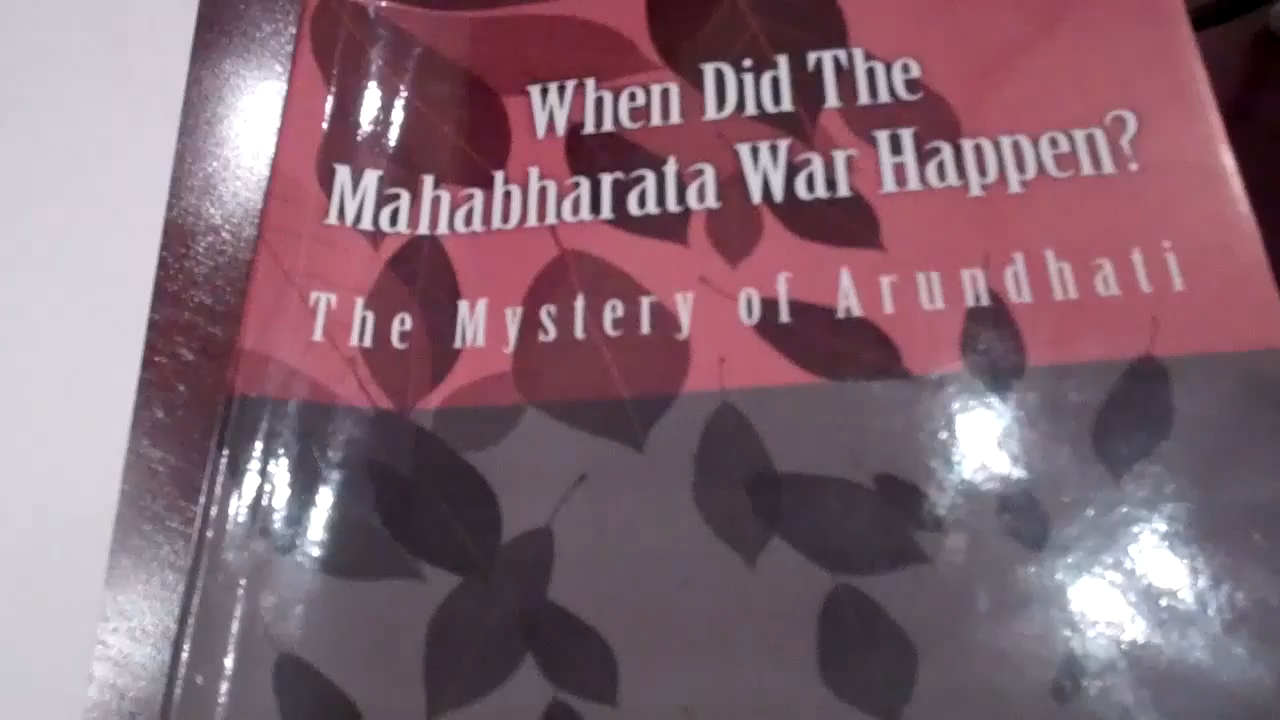 When Did The
Mahabharata War Happen?
The Mystery of Arundhati